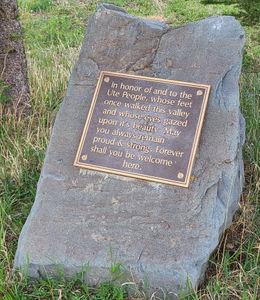 In honor of and to the
Ute People, whose feet
once walked this valley
and whose eyes gazed
upon it's beauty. May
you always remain
proud & strong. Forever
shall you be welcome
here.